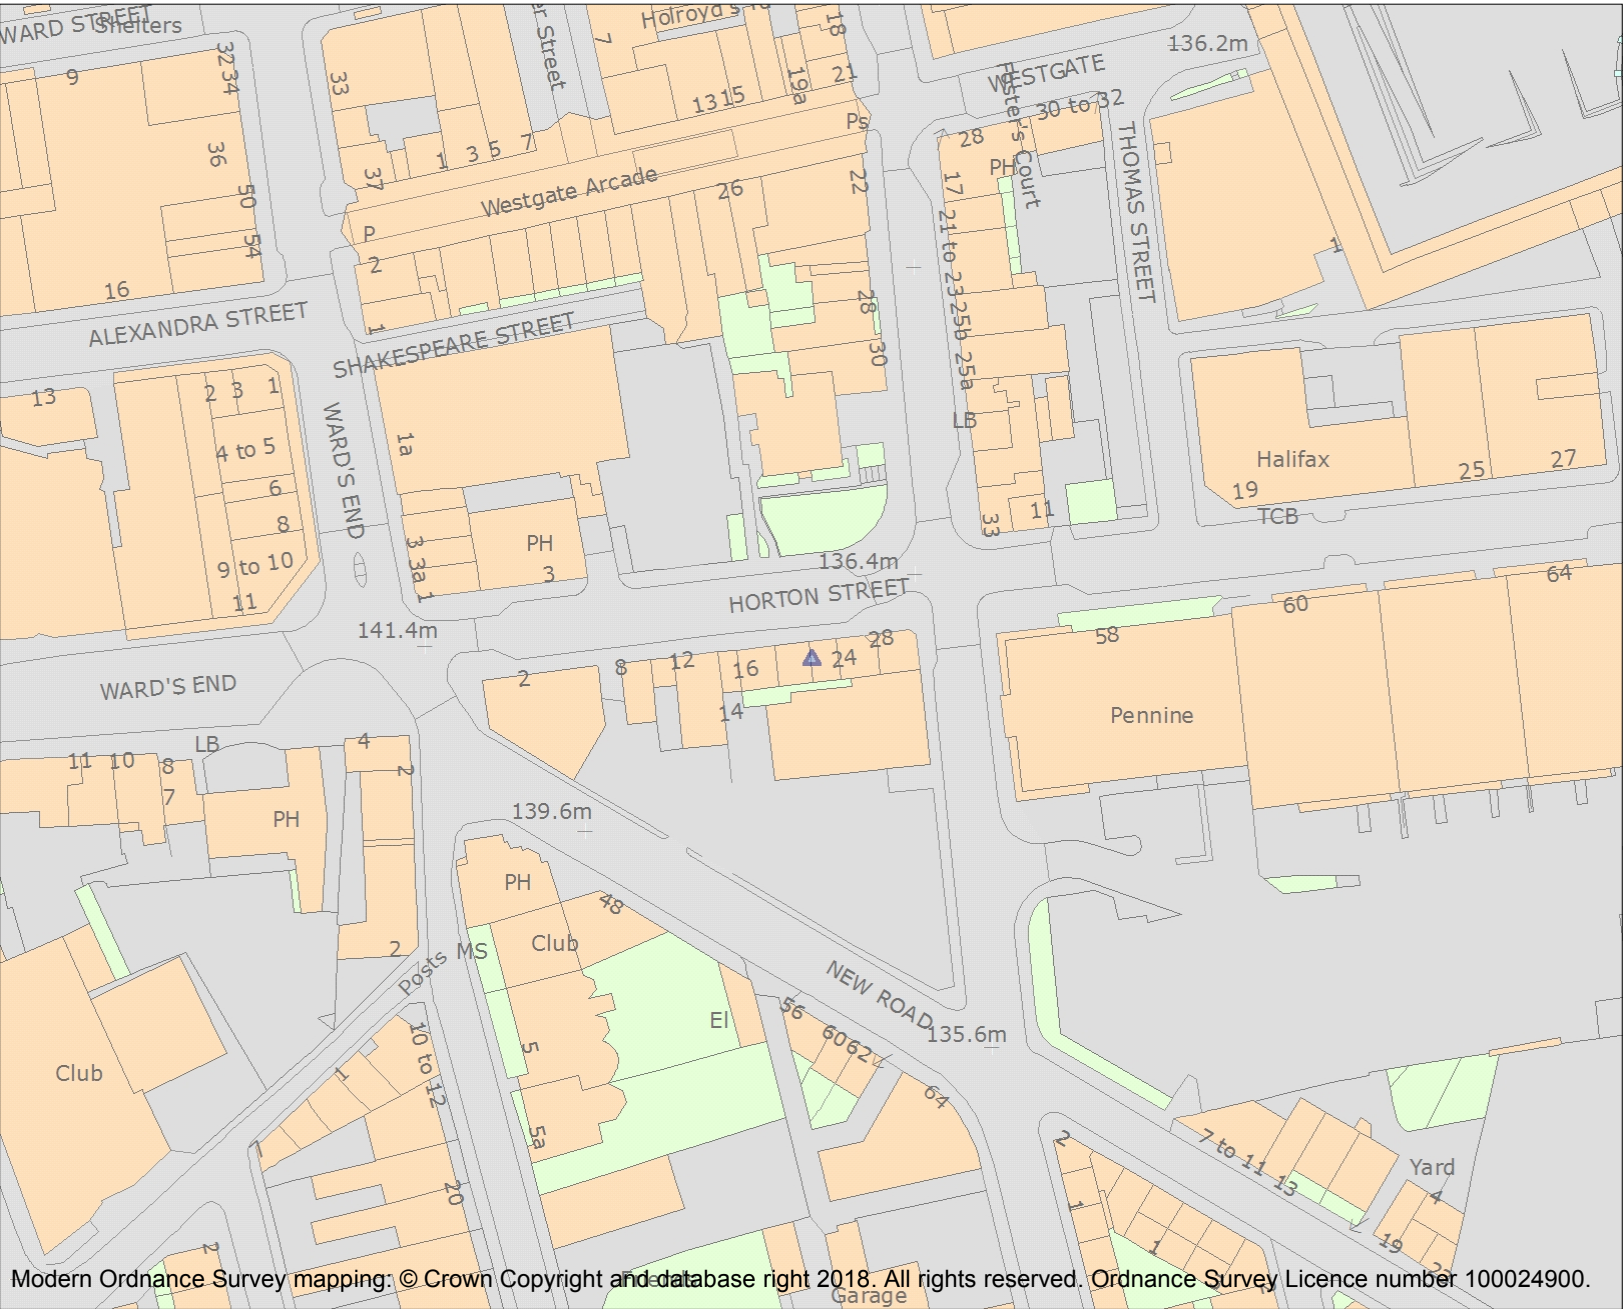 WARD STREET
Shelters
Holroyd's
er Street
18
136.2m
9
32
34
33
7
13 15
19a
21
WESTGATE
30 to 32
Foster's Court
Ps
28
PH
36
1 3 5 7
37
50
Westgate Arcade
26
22
17
THOMAS STREET
54
P
2
21 to 23
16
1
28
25b
ALEXANDRA STREET
SHAKESPEARE STREET
30
25a
13
2 3 1
WARD'S END
1a
LB
4 to 5
Halifax
25
27
6
19
TCB
8
11
33
9 to 10
3
3a
1
PH
3
136.4m
HORTON STREET
11
141.4m
60
64
58
2
8
12
16
24
28
WARD'S END
14
Pennine
LB
4
11 10 8
7
2
PH
139.6m
PH
48
Club
2
Posts
MS
NEW ROAD
El
56
60 62
135.6m
Club
5
10 to 12
1
64
7
5a
2
7 to 11
13
Yard
4
20
1
1
19
2
Friends
Garage
Modern Ordnance Survey mapping: © Crown Copyright and database right 2018. All rights reserved. Ordnance Survey Licence number 100024900.